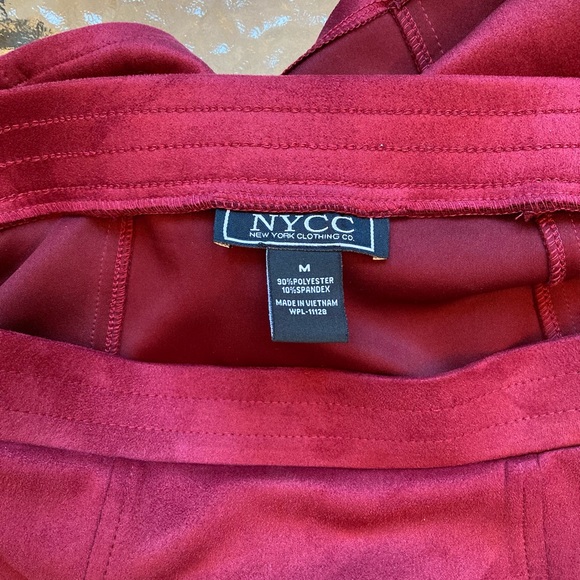 NYCC
NEW YORK CLOTHING CO.
M
90%POLYESTER
10%SPANDEX
MADE IN VIETNAM
WPL-11128